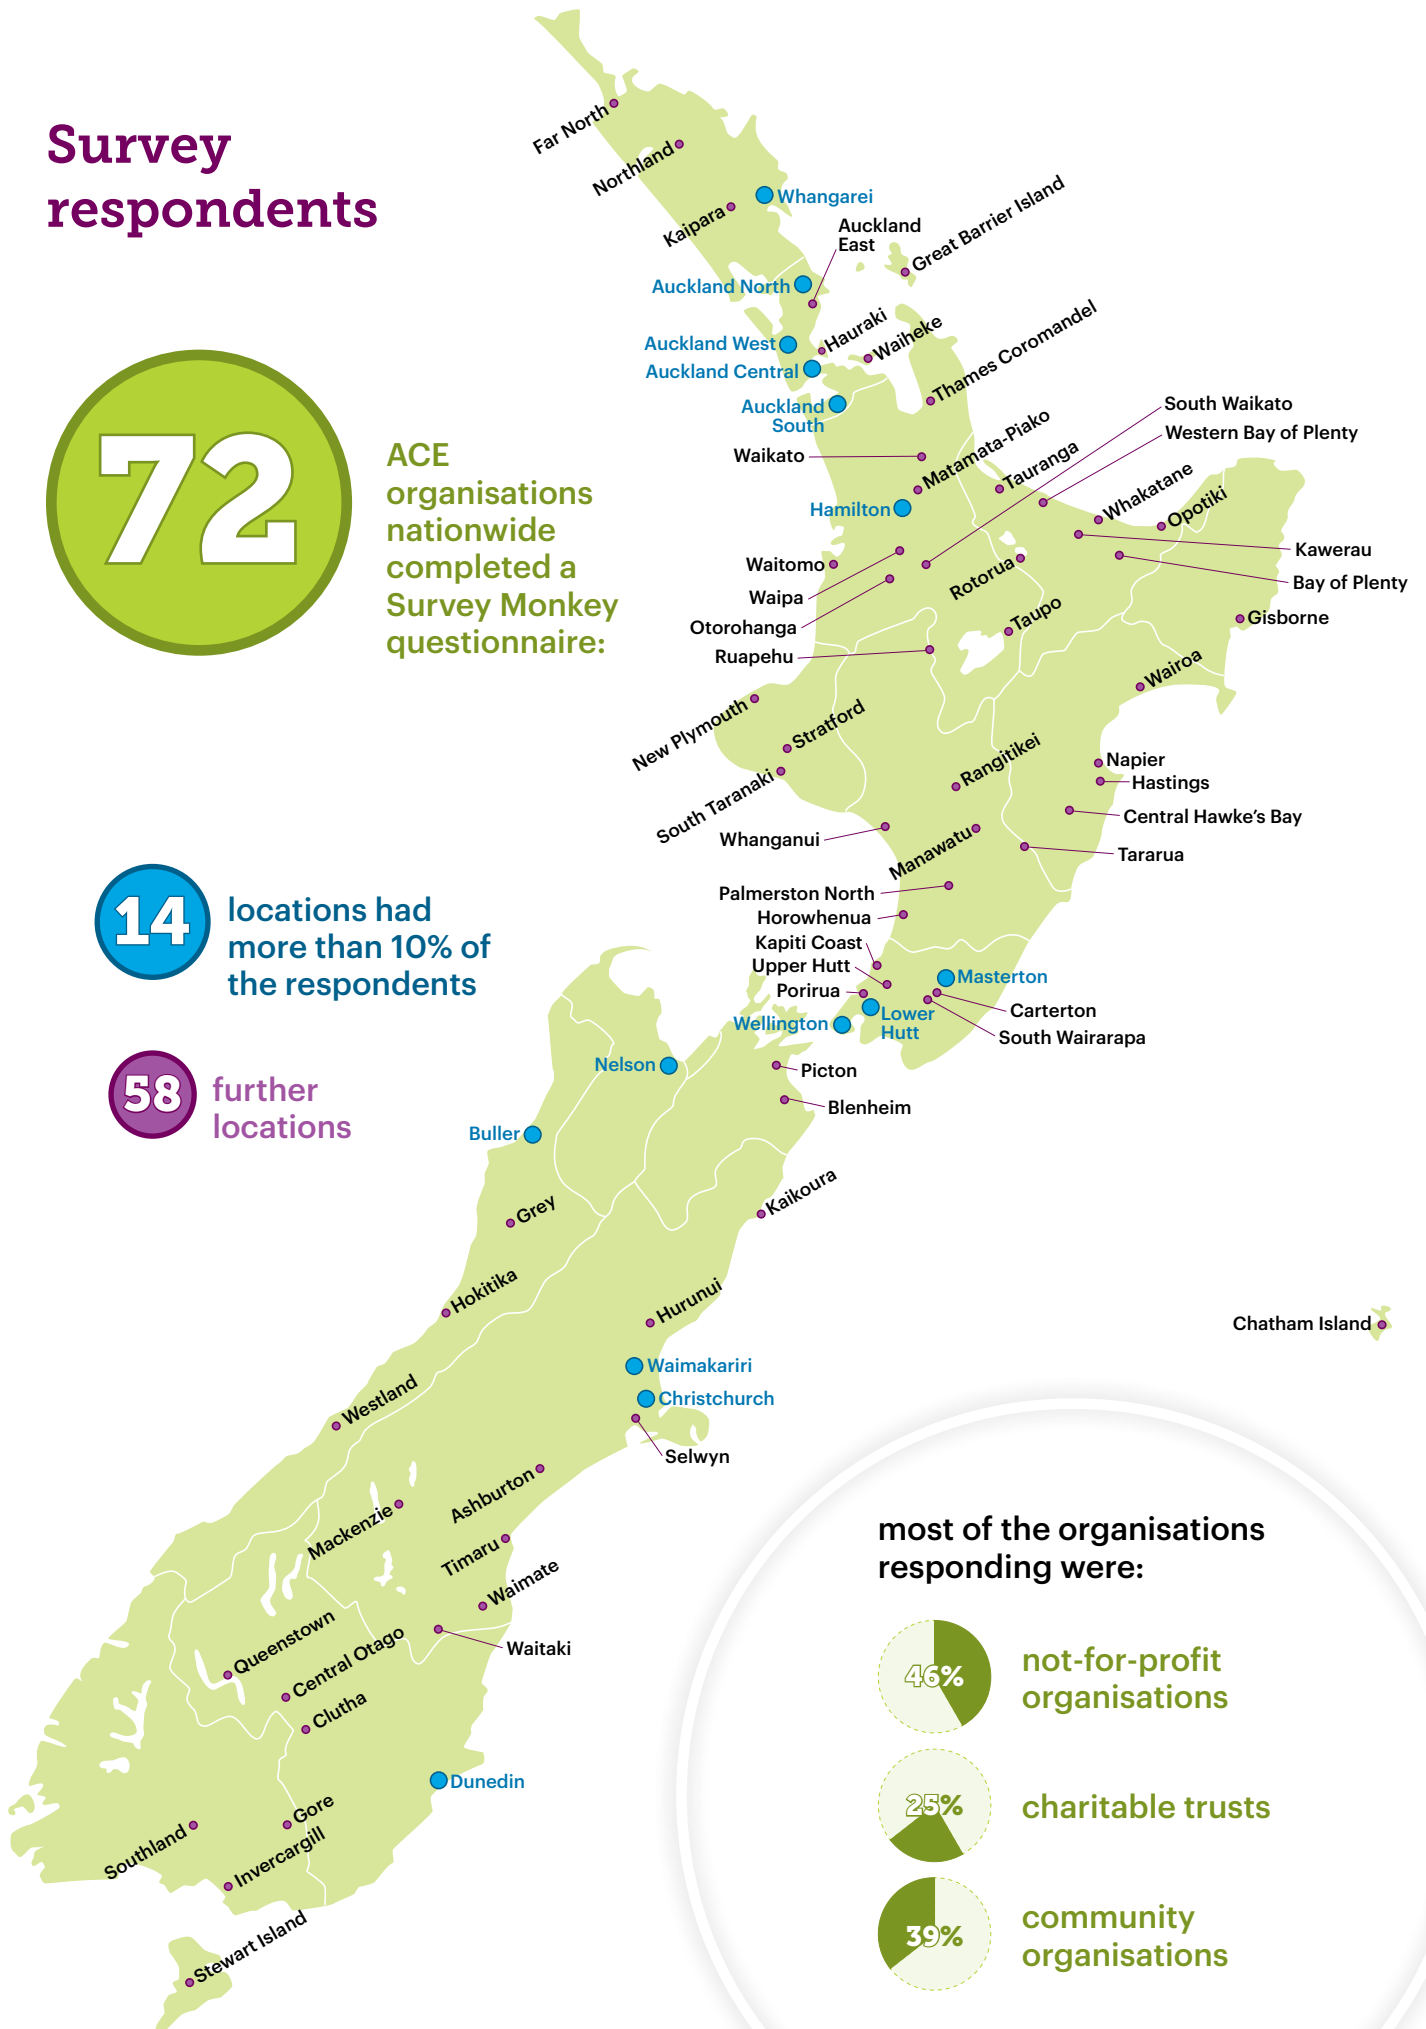 Survey
respondents
72
ACE
organisations
nationwide
completed a
Survey Monkey
questionnaire:
14
locations had
more than 10% of
the respondents
58
further
locations
Far North
Northland
Whangarei
Kaipara
Auckland
East
Great Barrier Island
Auckland North
Hauraki
Waiheke
Auckland West
Auckland Central
Thames Coromandel
Auckland
South
South Waikato
Western Bay of Plenty
Waikato
Matamata-Piako
Tauranga
Whakatane
Opotiki
Hamilton
Kawerau
Waitomo
Bay of Plenty
Waipa
Rotorua
Otorohanga
Taupo
Gisborne
Ruapehu
Wairoa
New Plymouth
Stratford
Rangitikei
Napier
Hastings
South Taranaki
Central Hawke's Bay
Whanganui
Manawatu
Tararua
Palmerston North
Horowhenua
Kapiti Coast
Upper Hutt
Masterton
Porirua
Carterton
Lower
Hutt
Wellington
South Wairarapa
Nelson
Picton
Blenheim
Buller
Kaikoura
Grey
Hokitika
Hurunui
Chatham Island
Waimakariri
Christchurch
Westland
Selwyn
Ashburton
Mackenzie
Timaru
Waimate
Queenstown
Central Otago
Waitaki
Clutha
Dunedin
Gore
Southland
Invercargill
Stewart Island
most of the organisations
responding were:
46%
not-for-profit
organisations
25%
charitable trusts
39%
community
organisations